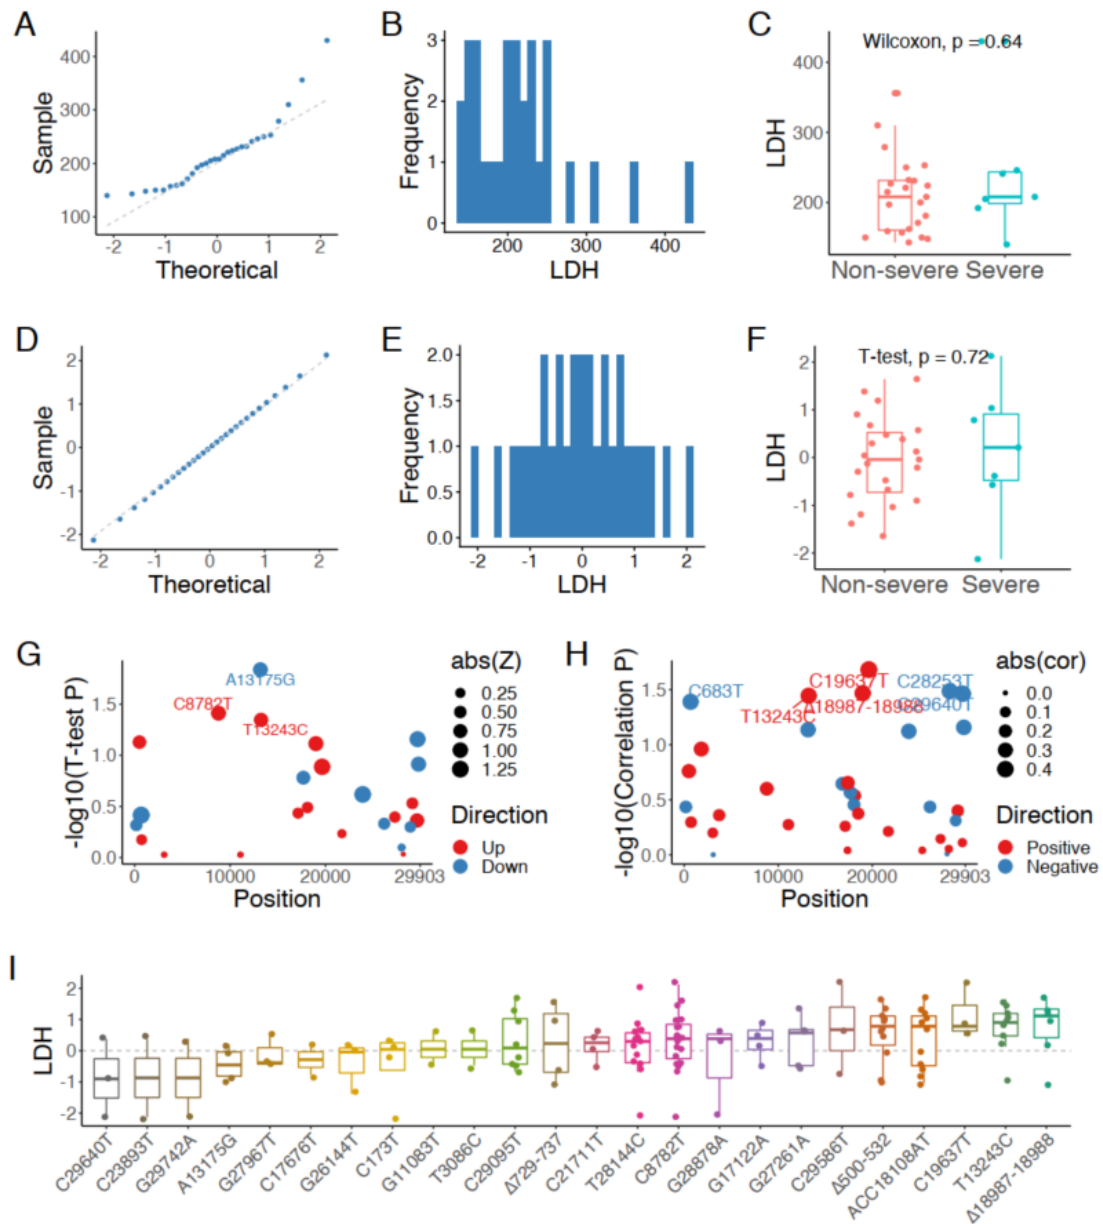 A
B
C
400
300
200
100
Sample
-2
-1
0
1
2
Theoretical
3
2
1
0
Frequency
200
300
400
LDH
Wilcoxon, p = 0.64
400
300
200
LDH
Non-severe
Severe
D
E
F
2
1
0
-1
-2
Sample
-2
-1
0
1
2
Theoretical
2.0
1.5
1.0
0.5
0.0
Frequency
-2
-1
0
1
2
LDH
T-test, p = 0.72
2
1
0
-1
-2
LDH
Non-severe
Severe
G
-log10(T-test P)
1.5
1.0
0.5
0.0
A13175G
C8782T
T13243C
0
10000
20000
29903
Position
abs(Z)
0.25
0.50
0.75
1.00
1.25
Direction
Up
Down
H
-log10(Correlation P)
1.5
1.0
0.5
0.0
C683T
C19637T
C28253T
T13243C
Δ18987-18988
C29640T
0
10000
20000
29903
Position
abs(cor)
0.0
0.1
0.2
0.3
0.4
Direction
Positive
Negative
I
LDH
2
1
0
-1
-2
C29640T
C23893T
G29742A
A13175G
G27967T
C17676T
G26144T
C173T
G11083T
T3086C
C29095T
Δ729-737
C21711T
T28144C
C8782T
G28878A
G17122A
G27261A
C29586T
Δ500-532
ACC18108AT
C19637T
T13243C
Δ18987-18988